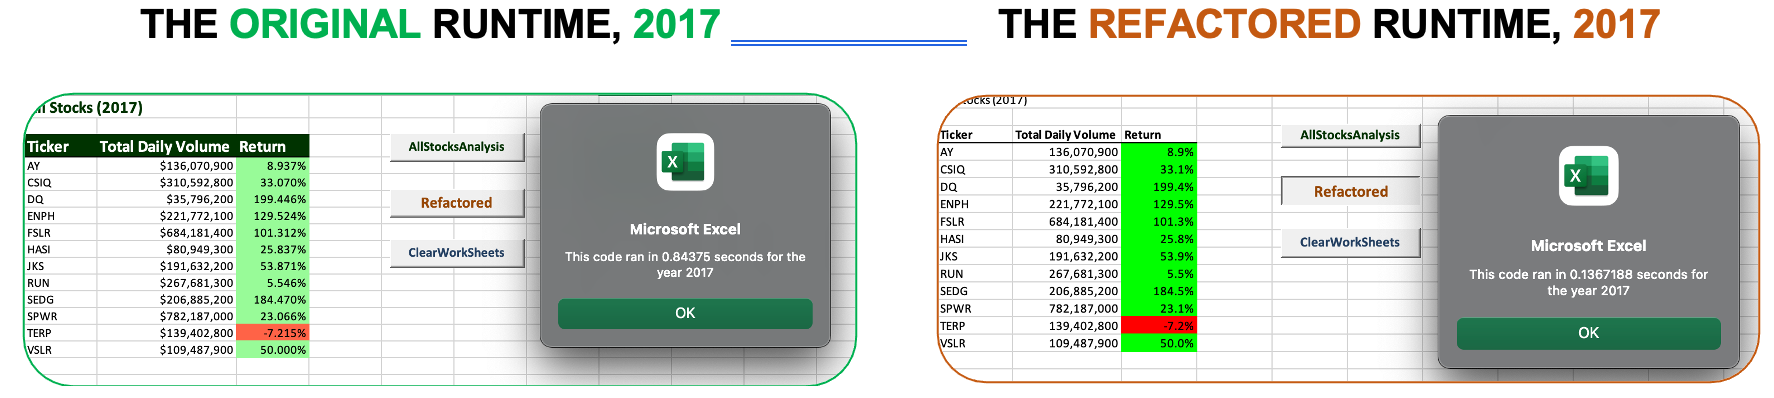 THE ORIGINAL RUNTIME, 2017
THE REFACTORED RUNTIME, 2017
Stocks (2017)
Ticker Total Daily Volume Return
AY $136,070,900 8.937%
CSIQ $310,592,800 33.070%
DQ $35,796,200 199.446%
ENPH $221,772,100 129.524%
FSLR $684,181,400 101.312%
HASI $80,949,300 25.837%
JKS $191,632,200 53.871%
RUN $267,681,300 5.546%
SEDG $206,885,200 184.470%
SPWR $782,187,000 23.066%
TERP $139,402,800 -7.215%
VSLR $109,487,900 50.000%
AllStocksAnalysis
Refactored
ClearWorkSheets
Microsoft Excel
This code ran in 0.84375 seconds for the
year 2017
OK
(2017)
Ticker Total Daily Volume Return
AY 136,070,900 8.9%
CSIQ 310,592,800 33.1%
DQ 35,796,200 199.4%
ENPH 221,772,100 129.5%
FSLR 684,181,400 101.3%
HASI 80,949,300 25.8%
JKS 191,632,200 53.9%
RUN 267,681,300 5.5%
SEDG 206,885,200 184.5%
SPWR 782,187,000 23.1%
TERP 139,402,800 -7.2%
VSLR 109,487,900 50.0%
AllStocksAnalysis
Refactored
ClearWorkSheets
Microsoft Excel
This code ran in 0.1367188 seconds for
the year 2017
OK